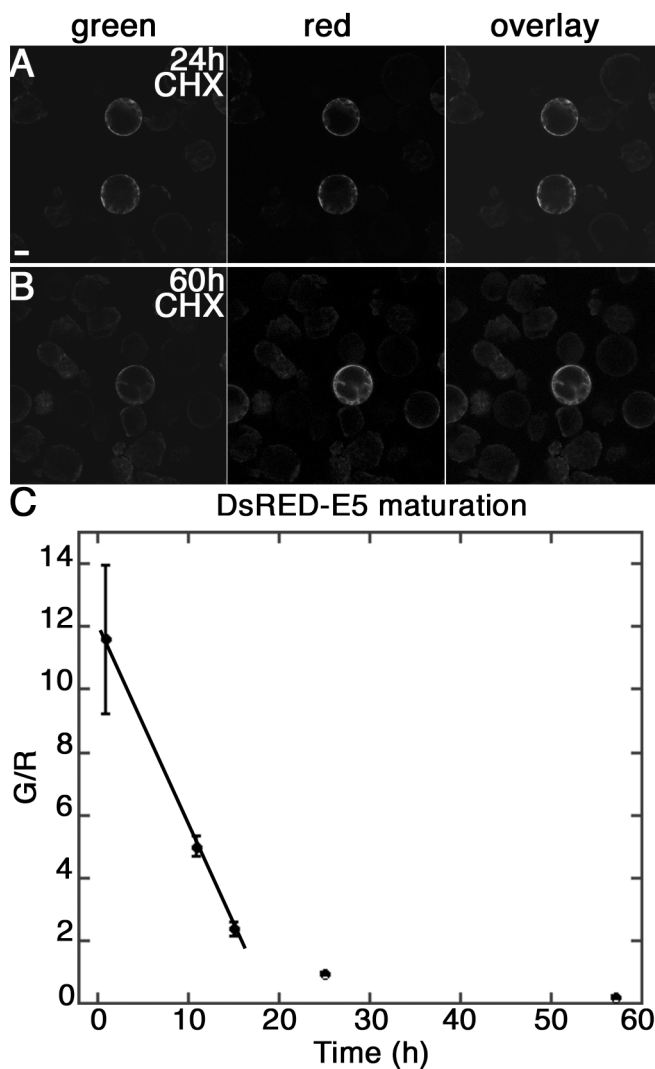 green red overlay
A 24h
CHX
B 60h
CHX
C DsRED-E5 maturation
14
12
10
8
6
4
2
0
G/R
0 10 20 30 40 50 60
Time (h)